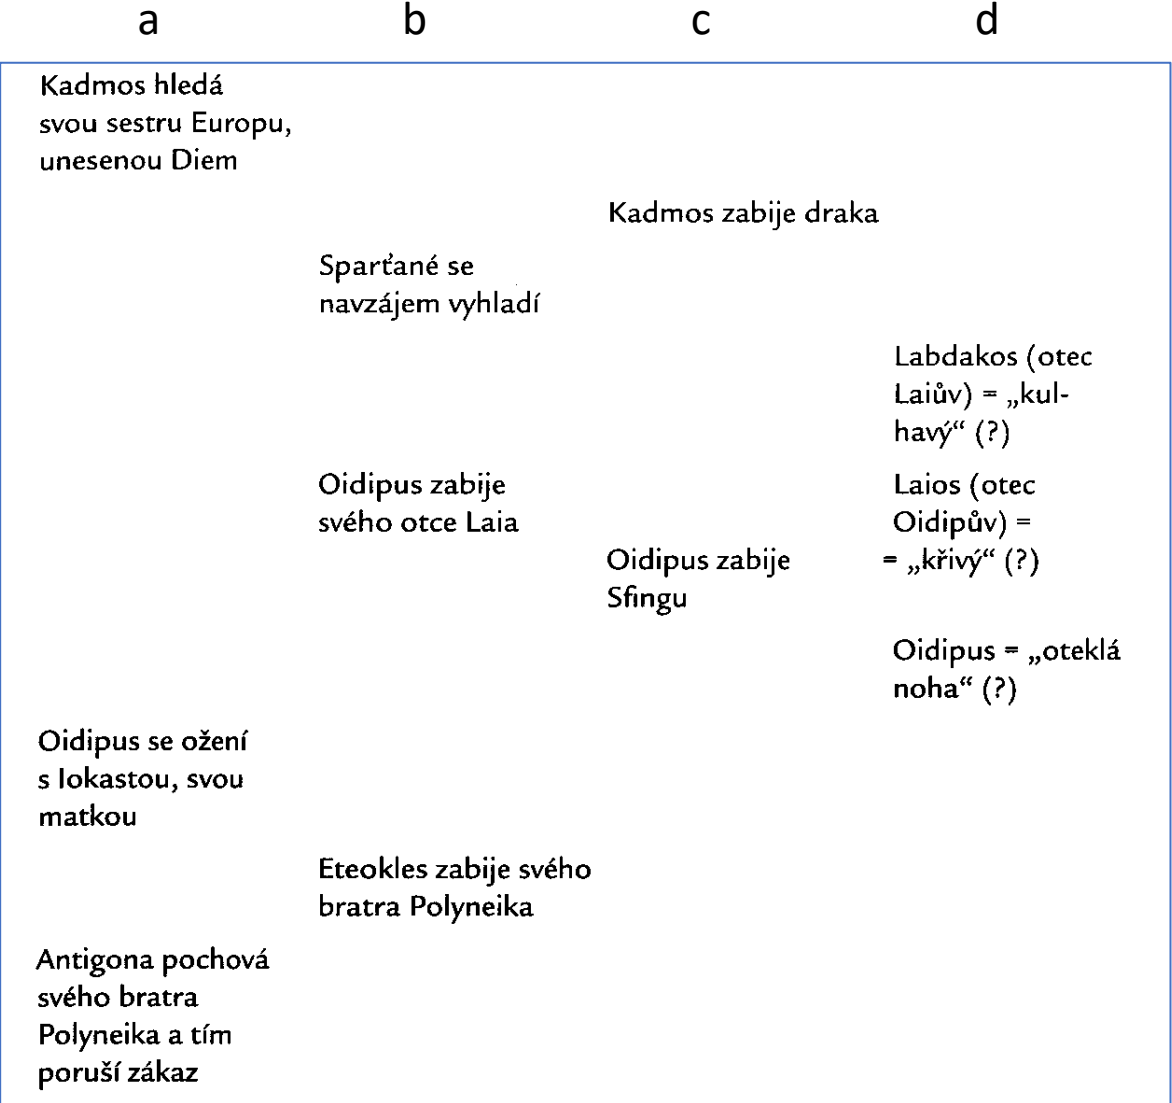 a b c d
Kadmos hledá
svou sestru Europu,
unesenou Diem
Kadmos zabije draka
Sparťané se
navzájem vyhladí
Labdakos (otec
Laiův) = „kul-
havý“ (?)
Oidipus zabije
svého otce Laia
Laios (otec
Oidipův) =
= „křivý“ (?)
Oidipus zabije
Sfingu
Oidipus = „oteklá
noha“ (?)
Oidipus se ožení
s Iokastou, svou
matkou
Eteokles zabije svého
bratra Polyneika
Antigona pochová
svého bratra
Polyneika a tím
poruší zákaz